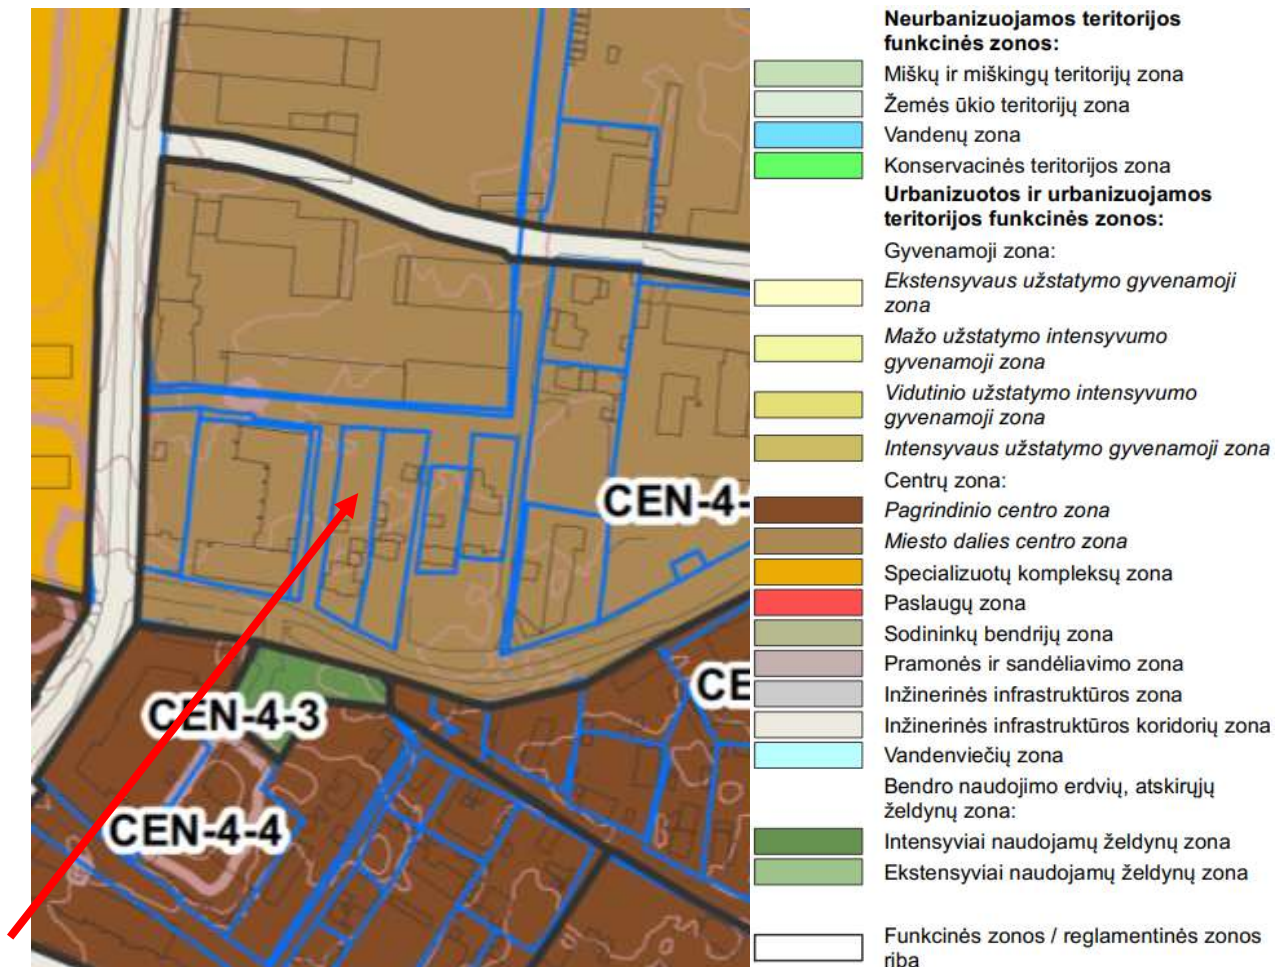 CEN-4-
CE
CEN-4-3
CEN-4-4
Neurbanizuojamos teritorijos
funkcinės zonos:
Miškų ir miškingų teritorijų zona
Žemės ūkio teritorijų zona
Vandenų zona
Konservacinės teritorijos zona
Urbanizuotos ir urbanizuojamos
teritorijos funkcinės zonos:
Gyvenamoji zona:
Ekstensyvaus užstatymo gyvenamoji
zona
Mažo užstatymo intensyvumo
gyvenamoji zona
Vidutinio užstatymo intensyvumo
gyvenamoji zona
Intensyvaus užstatymo gyvenamoji zona
Centrų zona:
Pagrindinio centro zona
Miesto dalies centro zona
Specializuotų kompleksų zona
Paslaugų zona
Sodininkų bendrijų zona
Pramonės ir sandėliavimo zona
Inžinerinės infrastruktūros zona
Inžinerinės infrastruktūros koridorių zona
Vandenviečių zona
Bendro naudojimo erdvių, atskirųjų
želdynų zona:
Intensyviai naudojamų želdynų zona
Ekstensyviai naudojamų želdynų zona
Funkcinės zonos / reglamentinės zonos
riba